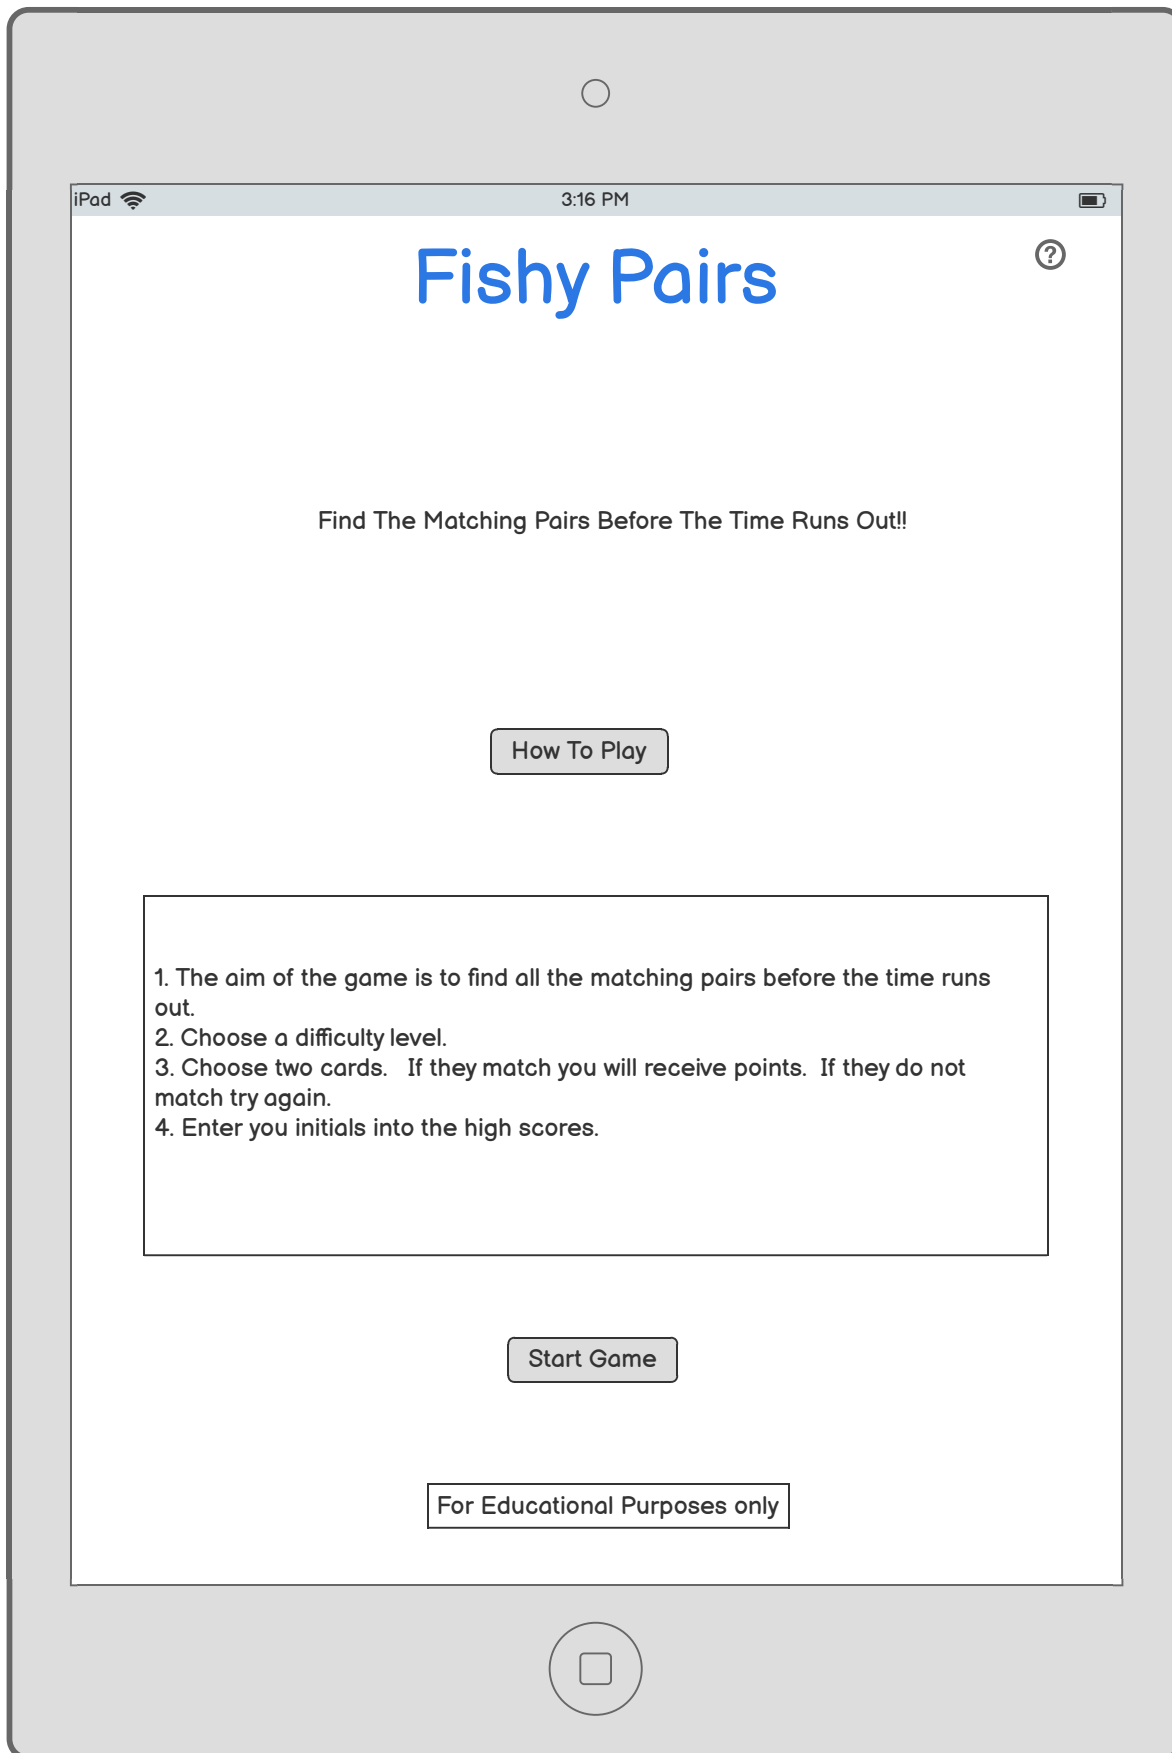 iPad 3:16 PM
Fishy Pairs
?
Find The Matching Pairs Before The Time Runs Out!!
How To Play
1. The aim of the game is to find all the matching pairs before the time runs
out.
2. Choose a difficulty level.
3. Choose two cards.   If they match you will receive points.  If they do not
match try again.
4. Enter you initials into the high scores.
Start Game
For Educational Purposes only